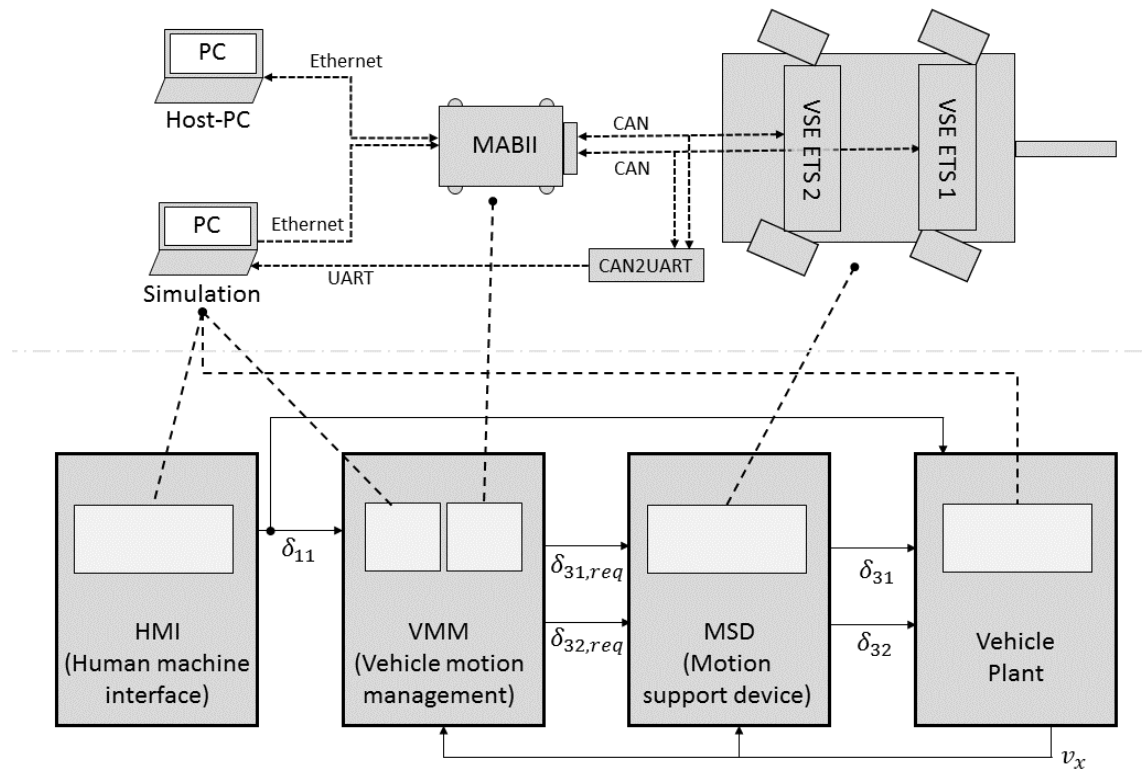 PC
Host-PC
Ethernet
MABII
CAN
CAN
VSE ETS 2
VSE ETS 1
PC
Simulation
Ethernet
UART
CAN2UART
δ₁₁
δ₃₁,req
δ₃₂,req
δ₃₁
δ₃₂
HMI
(Human machine
interface)
VMM
(Vehicle motion
management)
MSD
(Motion
support device)
Vehicle
Plant
vₓ